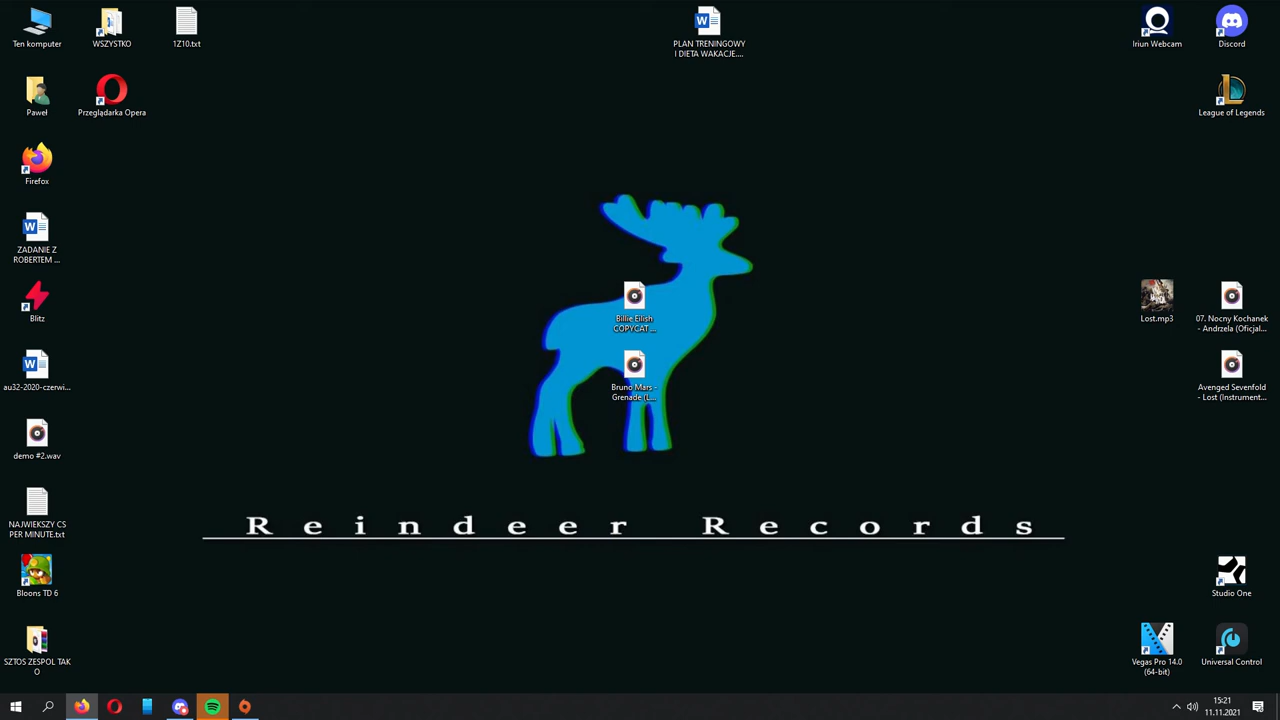 Ten komputer
WSZYSTKO
1Z10.txt
PLAN TRENINGOWY
I DIETA WAKACJE....
Iriun Webcam
Discord
Paweł
Przeglądarka Opera
League of Legends
Firefox
ZADANIE Z
ROBERTEM ...
Blitz
Billie Eilish
COPYCAT ...
Lost.mp3
07. Nocny Kochanek
- Andrzela (Oficjal...
au32-2020-czerwi...
Bruno Mars -
Grenade (L...
Avenged Sevenfold
- Lost (Instrument...
demo #2.wav
NAJWIEKSZY CS
PER MINUTE.txt
Reindeer Records
Bloons TD 6
Studio One
SZTOS ZESPOL TAK
O
Vegas Pro 14.0
(64-bit)
Universal Control
15:21
11.11.2021